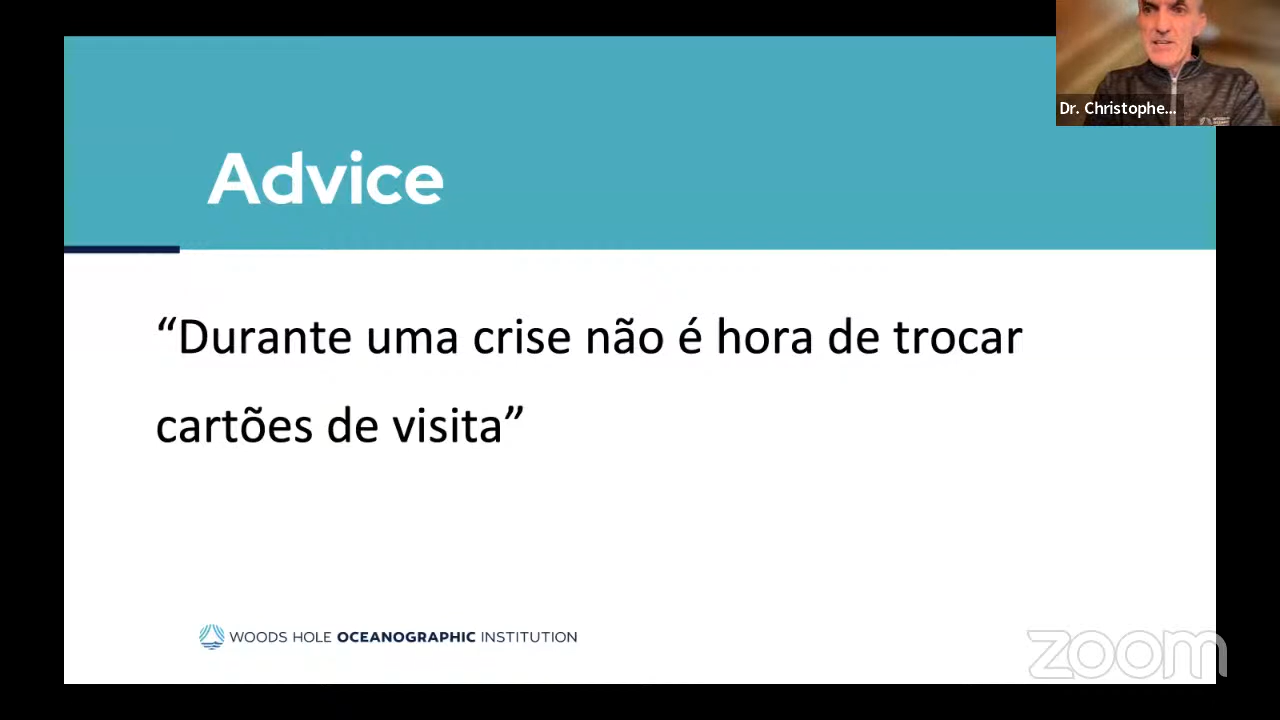 Dr. Christophe...
Advice
“Durante uma crise não é hora de trocar
cartões de visita”
WOODS HOLE OCEANOGRAPHIC INSTITUTION
zoom